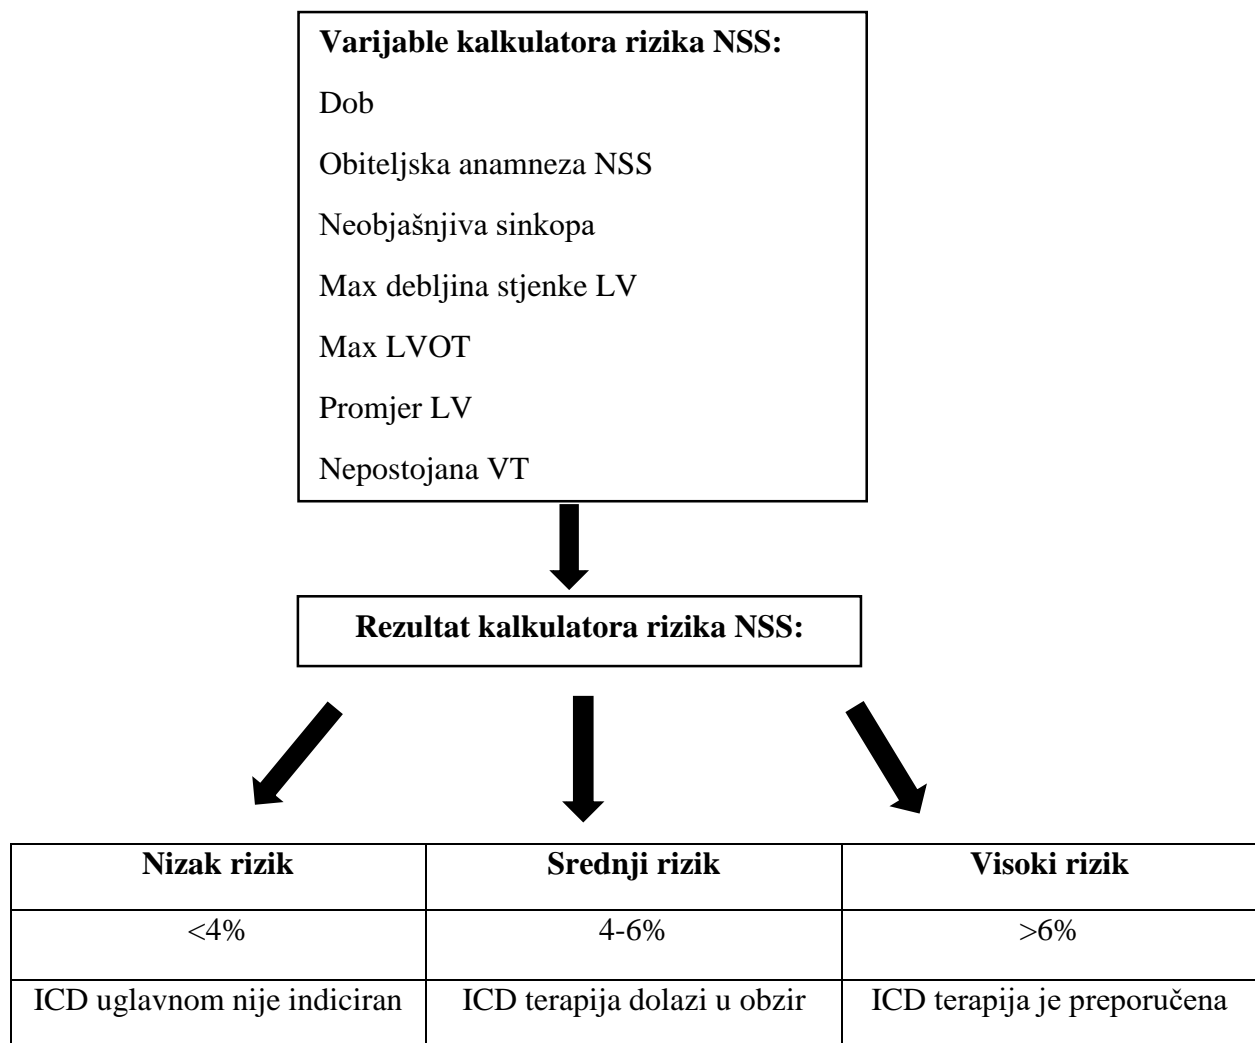 Varijable kalkulatora rizika NSS:
Dob
Obiteljska anamneza NSS
Neobjašnjiva sinkopa
Max debljina stjenke LV
Max LVOT
Promjer LV
Nepostojana VT
Rezultat kalkulatora rizika NSS:
Nizak rizik
Srednji rizik
Visoki rizik
<4%
4-6%
>6%
ICD uglavnom nije indiciran
ICD terapija dolazi u obzir
ICD terapija je preporučena